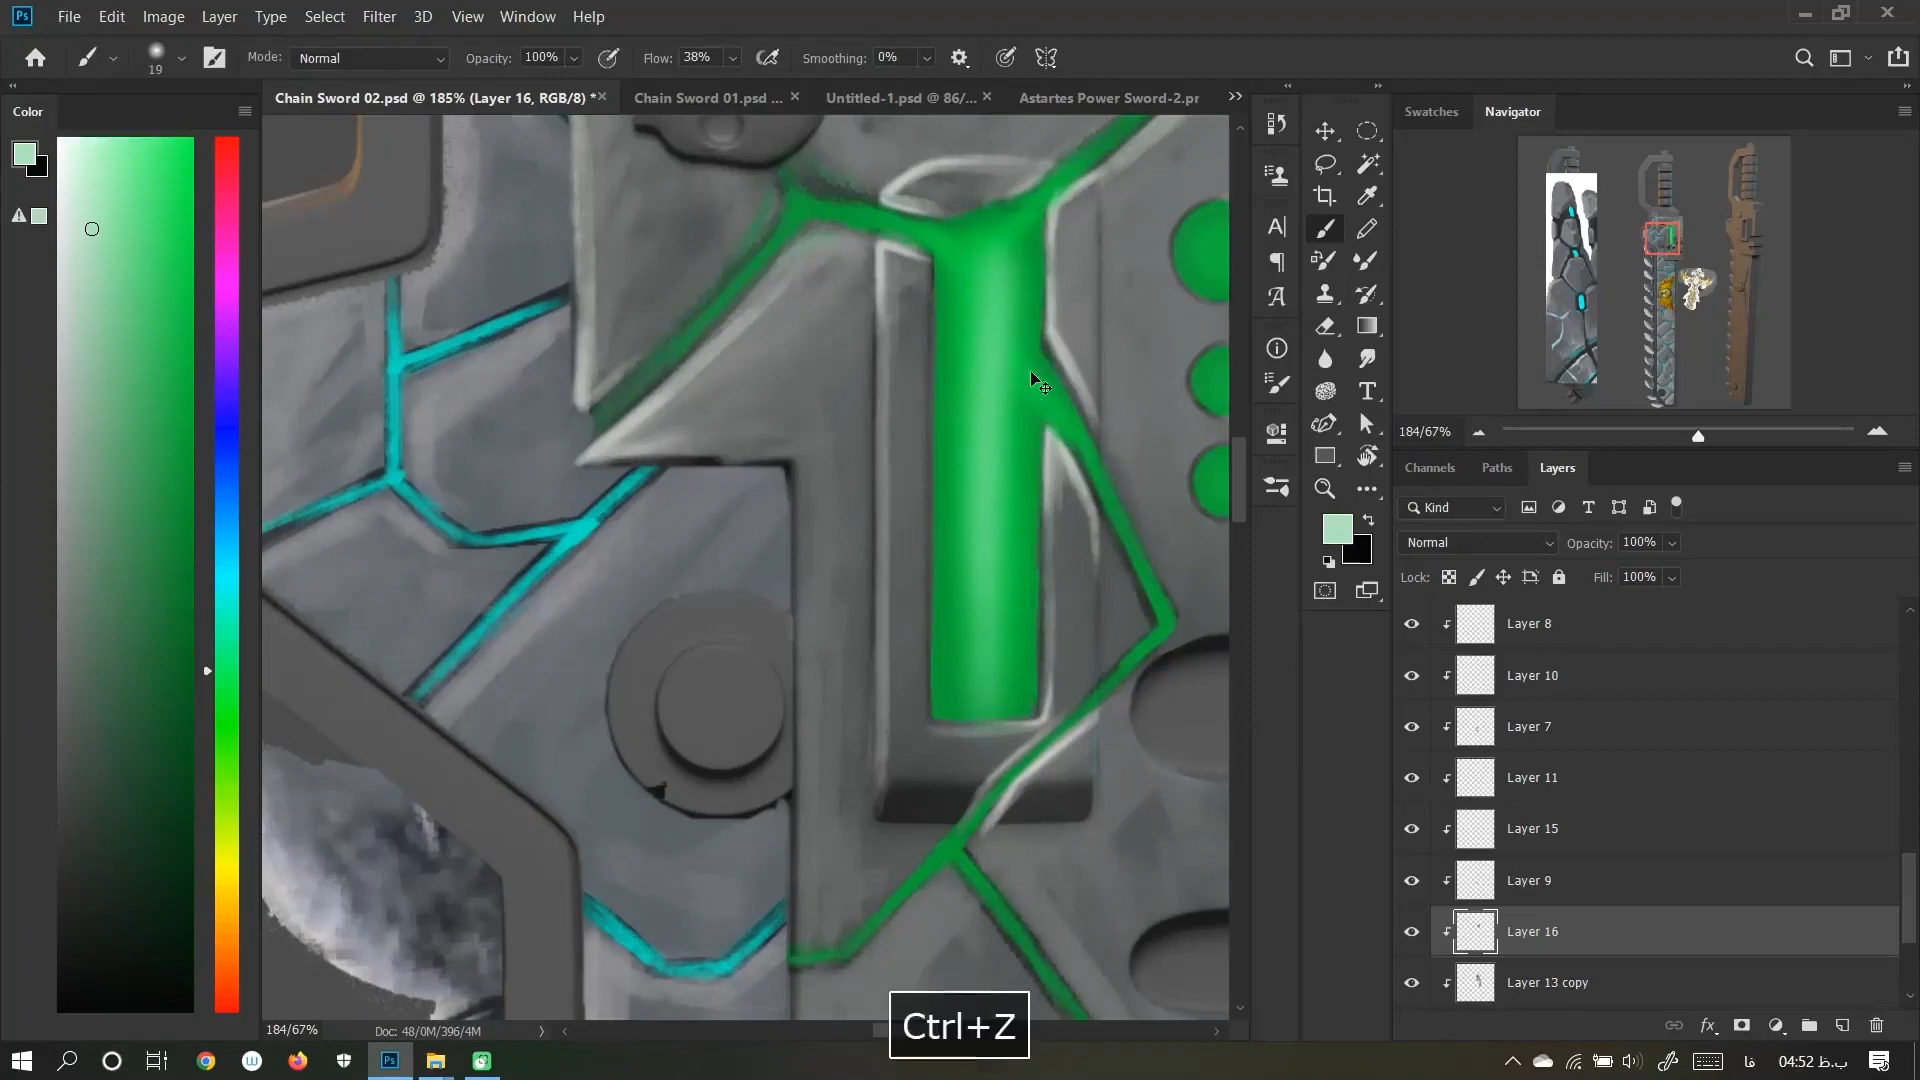 Ps File Edit Image Layer Type Select Filter 3D View Window Help
19 Mode: Normal Opacity: 100% Flow: 38% Smoothing: 0%
Color
Chain Sword 02.psd @ 185% (Layer 16, RGB/8) * Chain Sword 01.psd ... Untitled-1.psd @ 86/... Astartes Power Sword-2.pr
Swatches Navigator
184/67%
Channels Paths Layers
Kind
Normal Opacity: 100%
Lock: Fill: 100%
Layer 8
Layer 10
Layer 7
Layer 11
Layer 15
Layer 9
Layer 16
Layer 13 copy
184/67% Doc: 48/0M/396/4M
Ctrl+Z
Ps فا 04:52 ب.ظ